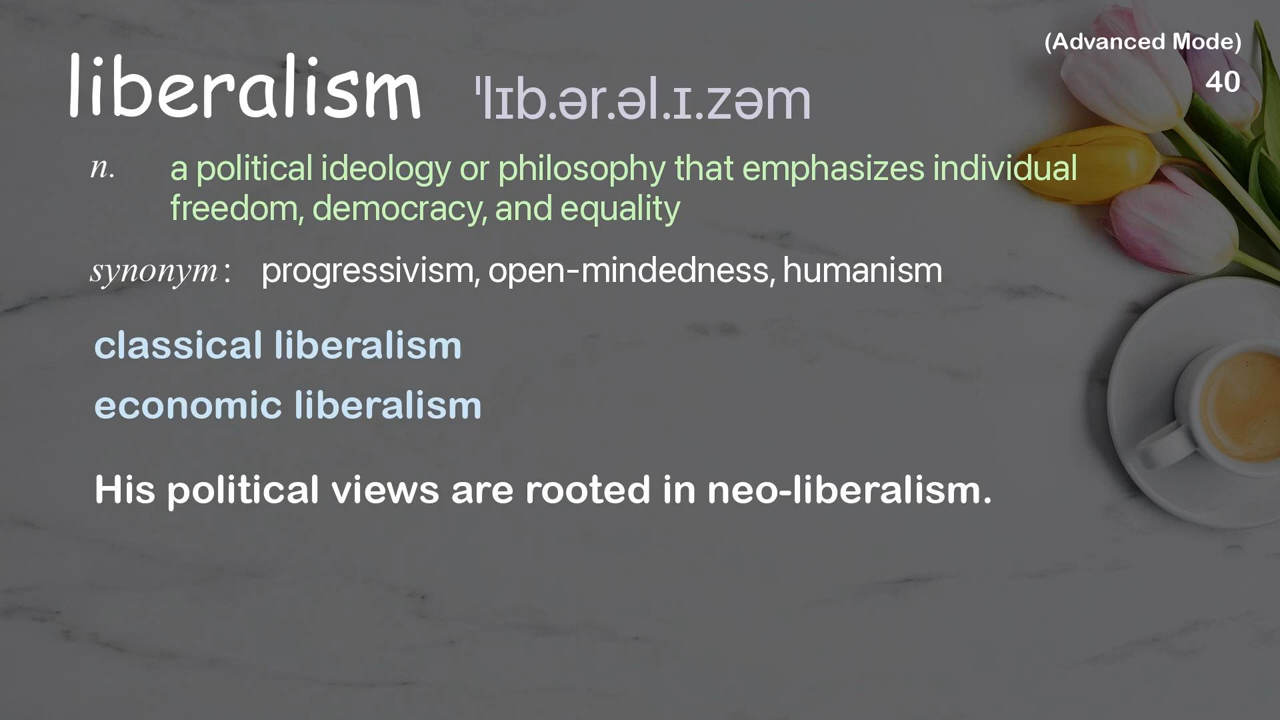 (Advanced Mode)
40
liberalism ˈlɪb.ər.əl.ɪ.zəm
n. a political ideology or philosophy that emphasizes individual
freedom, democracy, and equality
synonym: progressivism, open-mindedness, humanism
classical liberalism
economic liberalism
His political views are rooted in neo-liberalism.